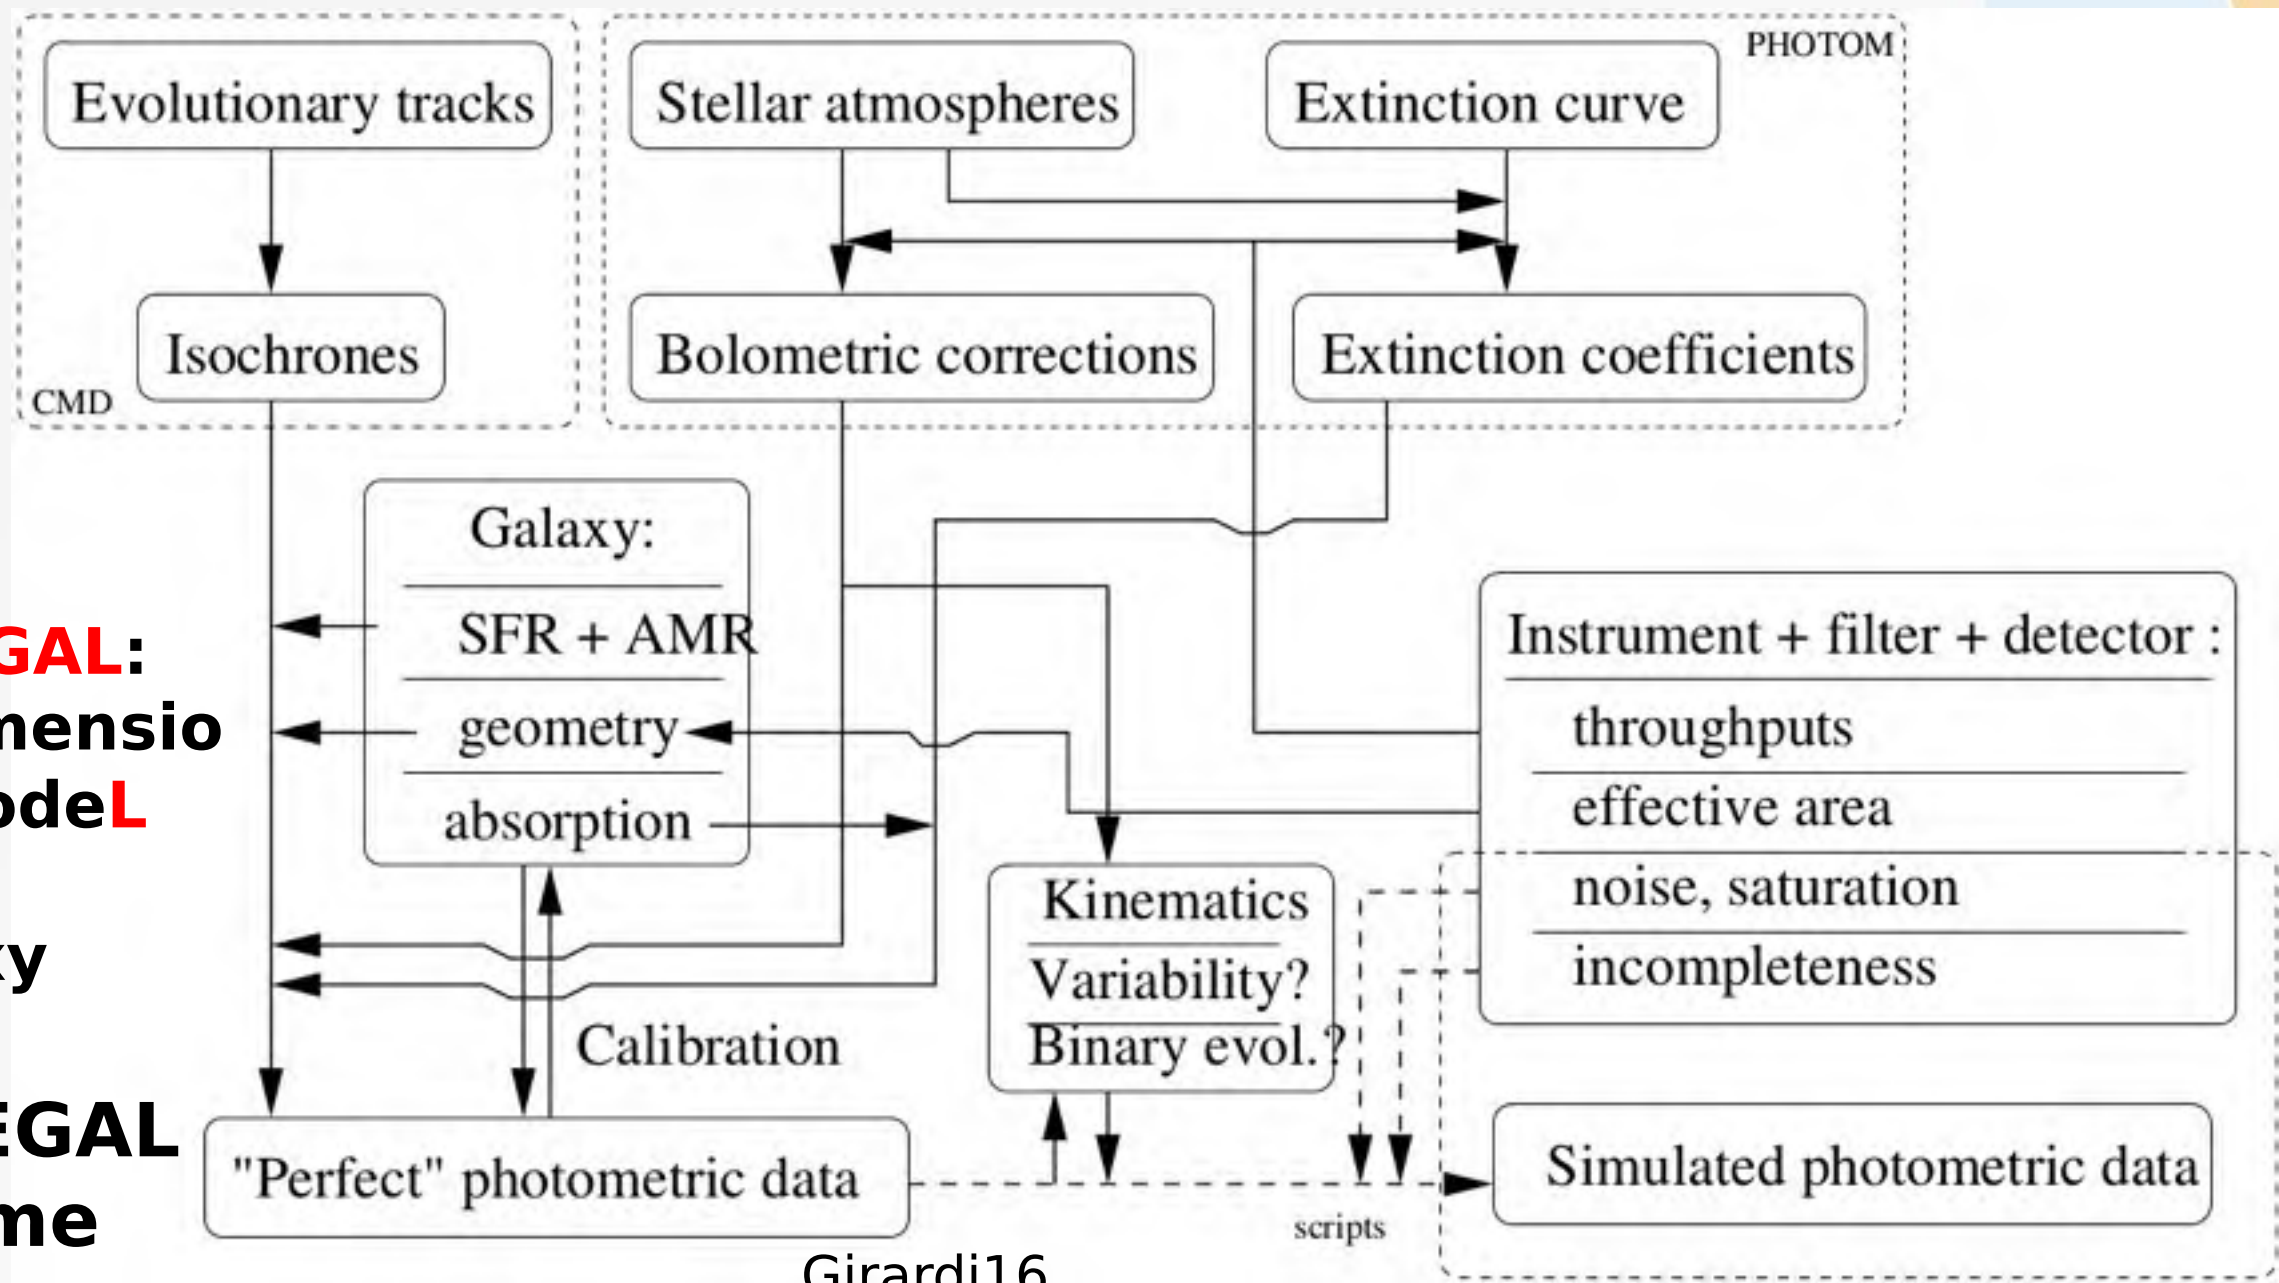 PHOTOM
Evolutionary tracks
Stellar atmospheres
Extinction curve
Isochrones
Bolometric corrections
Extinction coefficients
CMD
Galaxy:
SFR + AMR
geometry
absorption
Instrument + filter + detector :
throughputs
effective area
noise, saturation
incompleteness
GAL:
mensio
odeL
xy
EGAL
me
Kinematics
Variability?
Binary evol.?
Calibration
"Perfect" photometric data
Simulated photometric data
scripts
Girardi16